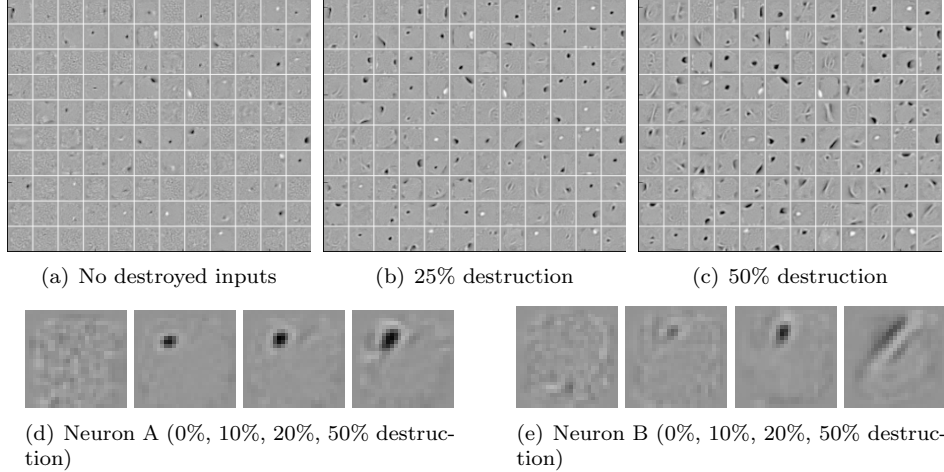 (a) No destroyed inputs
(b) 25% destruction
(c) 50% destruction
(d) Neuron A (0%, 10%, 20%, 50% destruc-
tion)
(e) Neuron B (0%, 10%, 20%, 50% destruc-
tion)